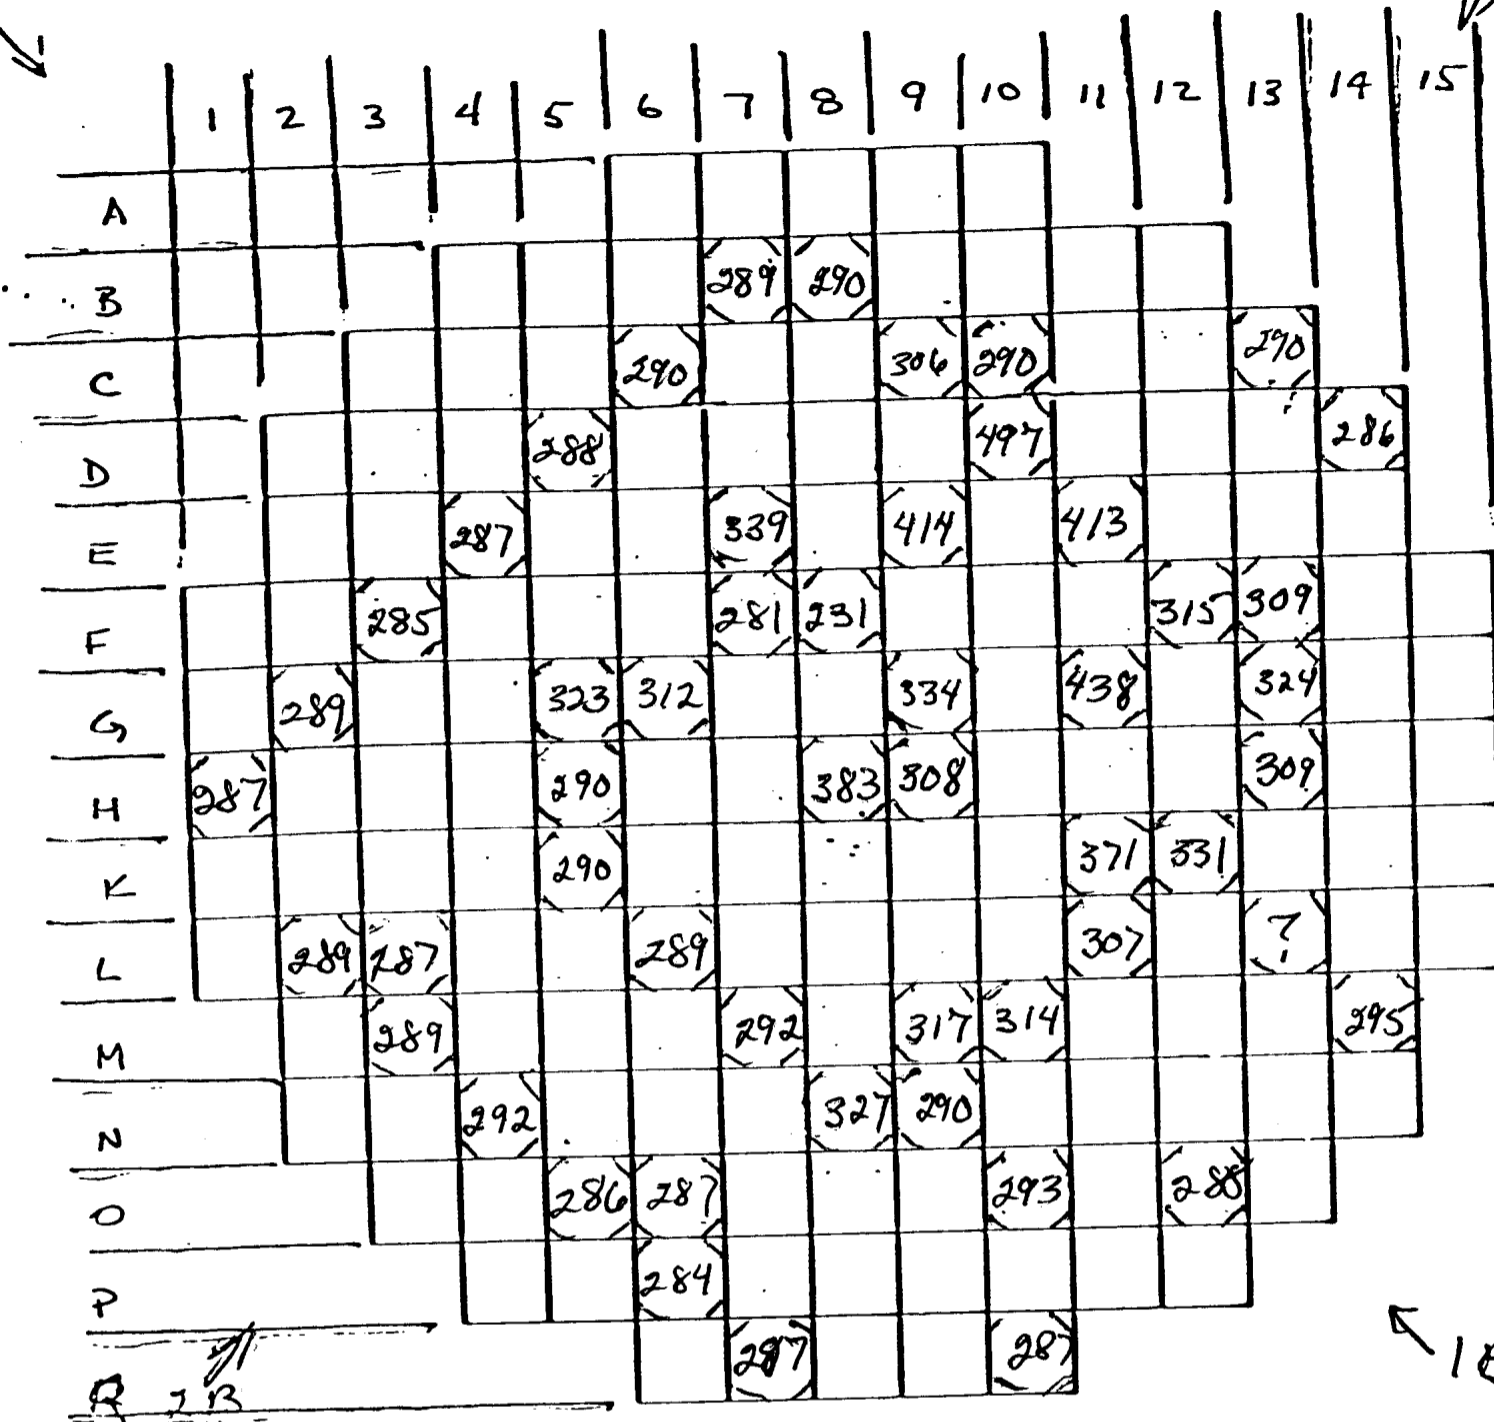 1 2 3 4 5 6 7 8 9 10 11 12 13 14 15
A
B 289 290
C 290 306 290 290
D 288 497 286
E 287 339 414 413
F 285 281 231 315 309
G 289 323 312 334 438 324
H 287 290 383 308 309
K 290 371 331
L 289 287 289 307 ?
M 289 292 317 314 295
N 292 327 290
O 286 287 293 288
P 284
Q 287 287